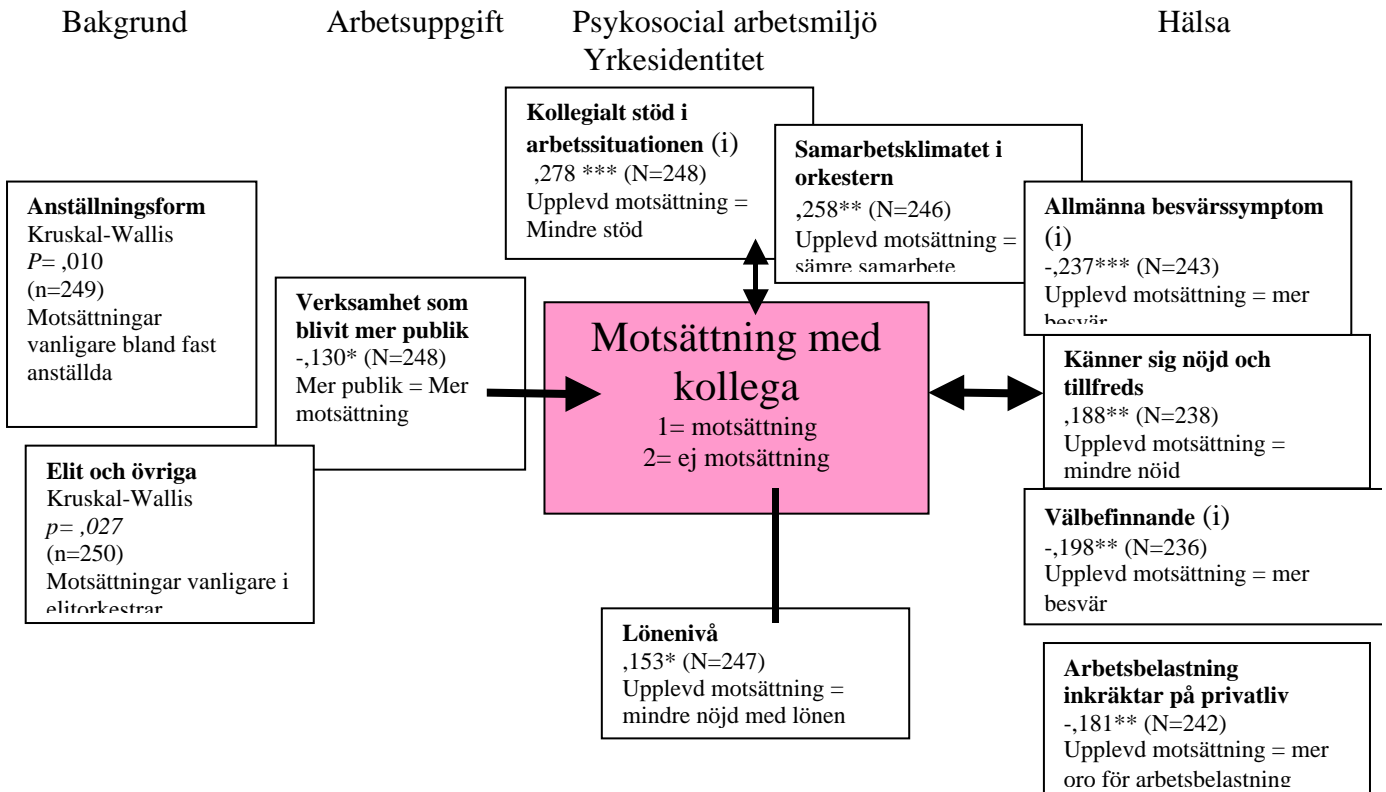 Bakgrund
Arbetsuppgift
Psykosocial arbetsmiljö
Yrkesidentitet
Hälsa
Anställningsform
Kruskal-Wallis
P= ,010
(n=249)
Motsättningar
vanligare bland fast
anställda
Elit och övriga
Kruskal-Wallis
p= ,027
(n=250)
Motsättningar vanligare i
elitorkestrar
Verksamhet som
blivit mer publik
-,130* (N=248)
Mer publik = Mer
motsättning
Kollegialt stöd i
arbetssituationen (i)
,278 *** (N=248)
Upplevd motsättning =
Mindre stöd
Samarbetsklimatet i
orkestern
,258** (N=246)
Upplevd motsättning =
sämre samarbete
Motsättning med
kollega
1= motsättning
2= ej motsättning
Lönenivå
,153* (N=247)
Upplevd motsättning =
mindre nöjd med lönen
Allmänna besvärssymptom
(i)
-,237*** (N=243)
Upplevd motsättning = mer
besvär
Känner sig nöjd och
tillfreds
,188** (N=238)
Upplevd motsättning =
mindre nöjd
Välbefinnande (i)
-,198** (N=236)
Upplevd motsättning = mer
besvär
Arbetsbelastning
inkräktar på privatliv
-,181** (N=242)
Upplevd motsättning = mer
oro för arbetsbelastning